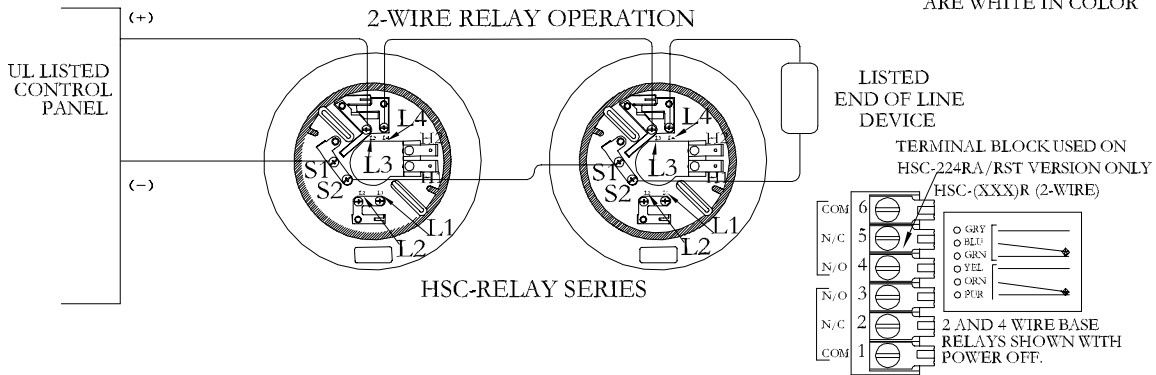 ARE WHITE IN COLOR
(+)
2-WIRE RELAY OPERATION
UL LISTED
CONTROL
PANEL
(-)
L4
S1
S2
L3
L1
L2
L4
S1
S2
L3
L1
L2
HSC-RELAY SERIES
LISTED
END OF LINE
DEVICE
TERMINAL BLOCK USED ON
HSC-224RA/RST VERSION ONLY
HSC-(XXX)R (2-WIRE)
COM 6
N/C 5
N/O 4
N/O 3
N/C 2
COM 1
GRY
BLU
GRN
YEL
ORN
PUR
2 AND 4 WIRE BASE
RELAYS SHOWN WITH
POWER OFF.